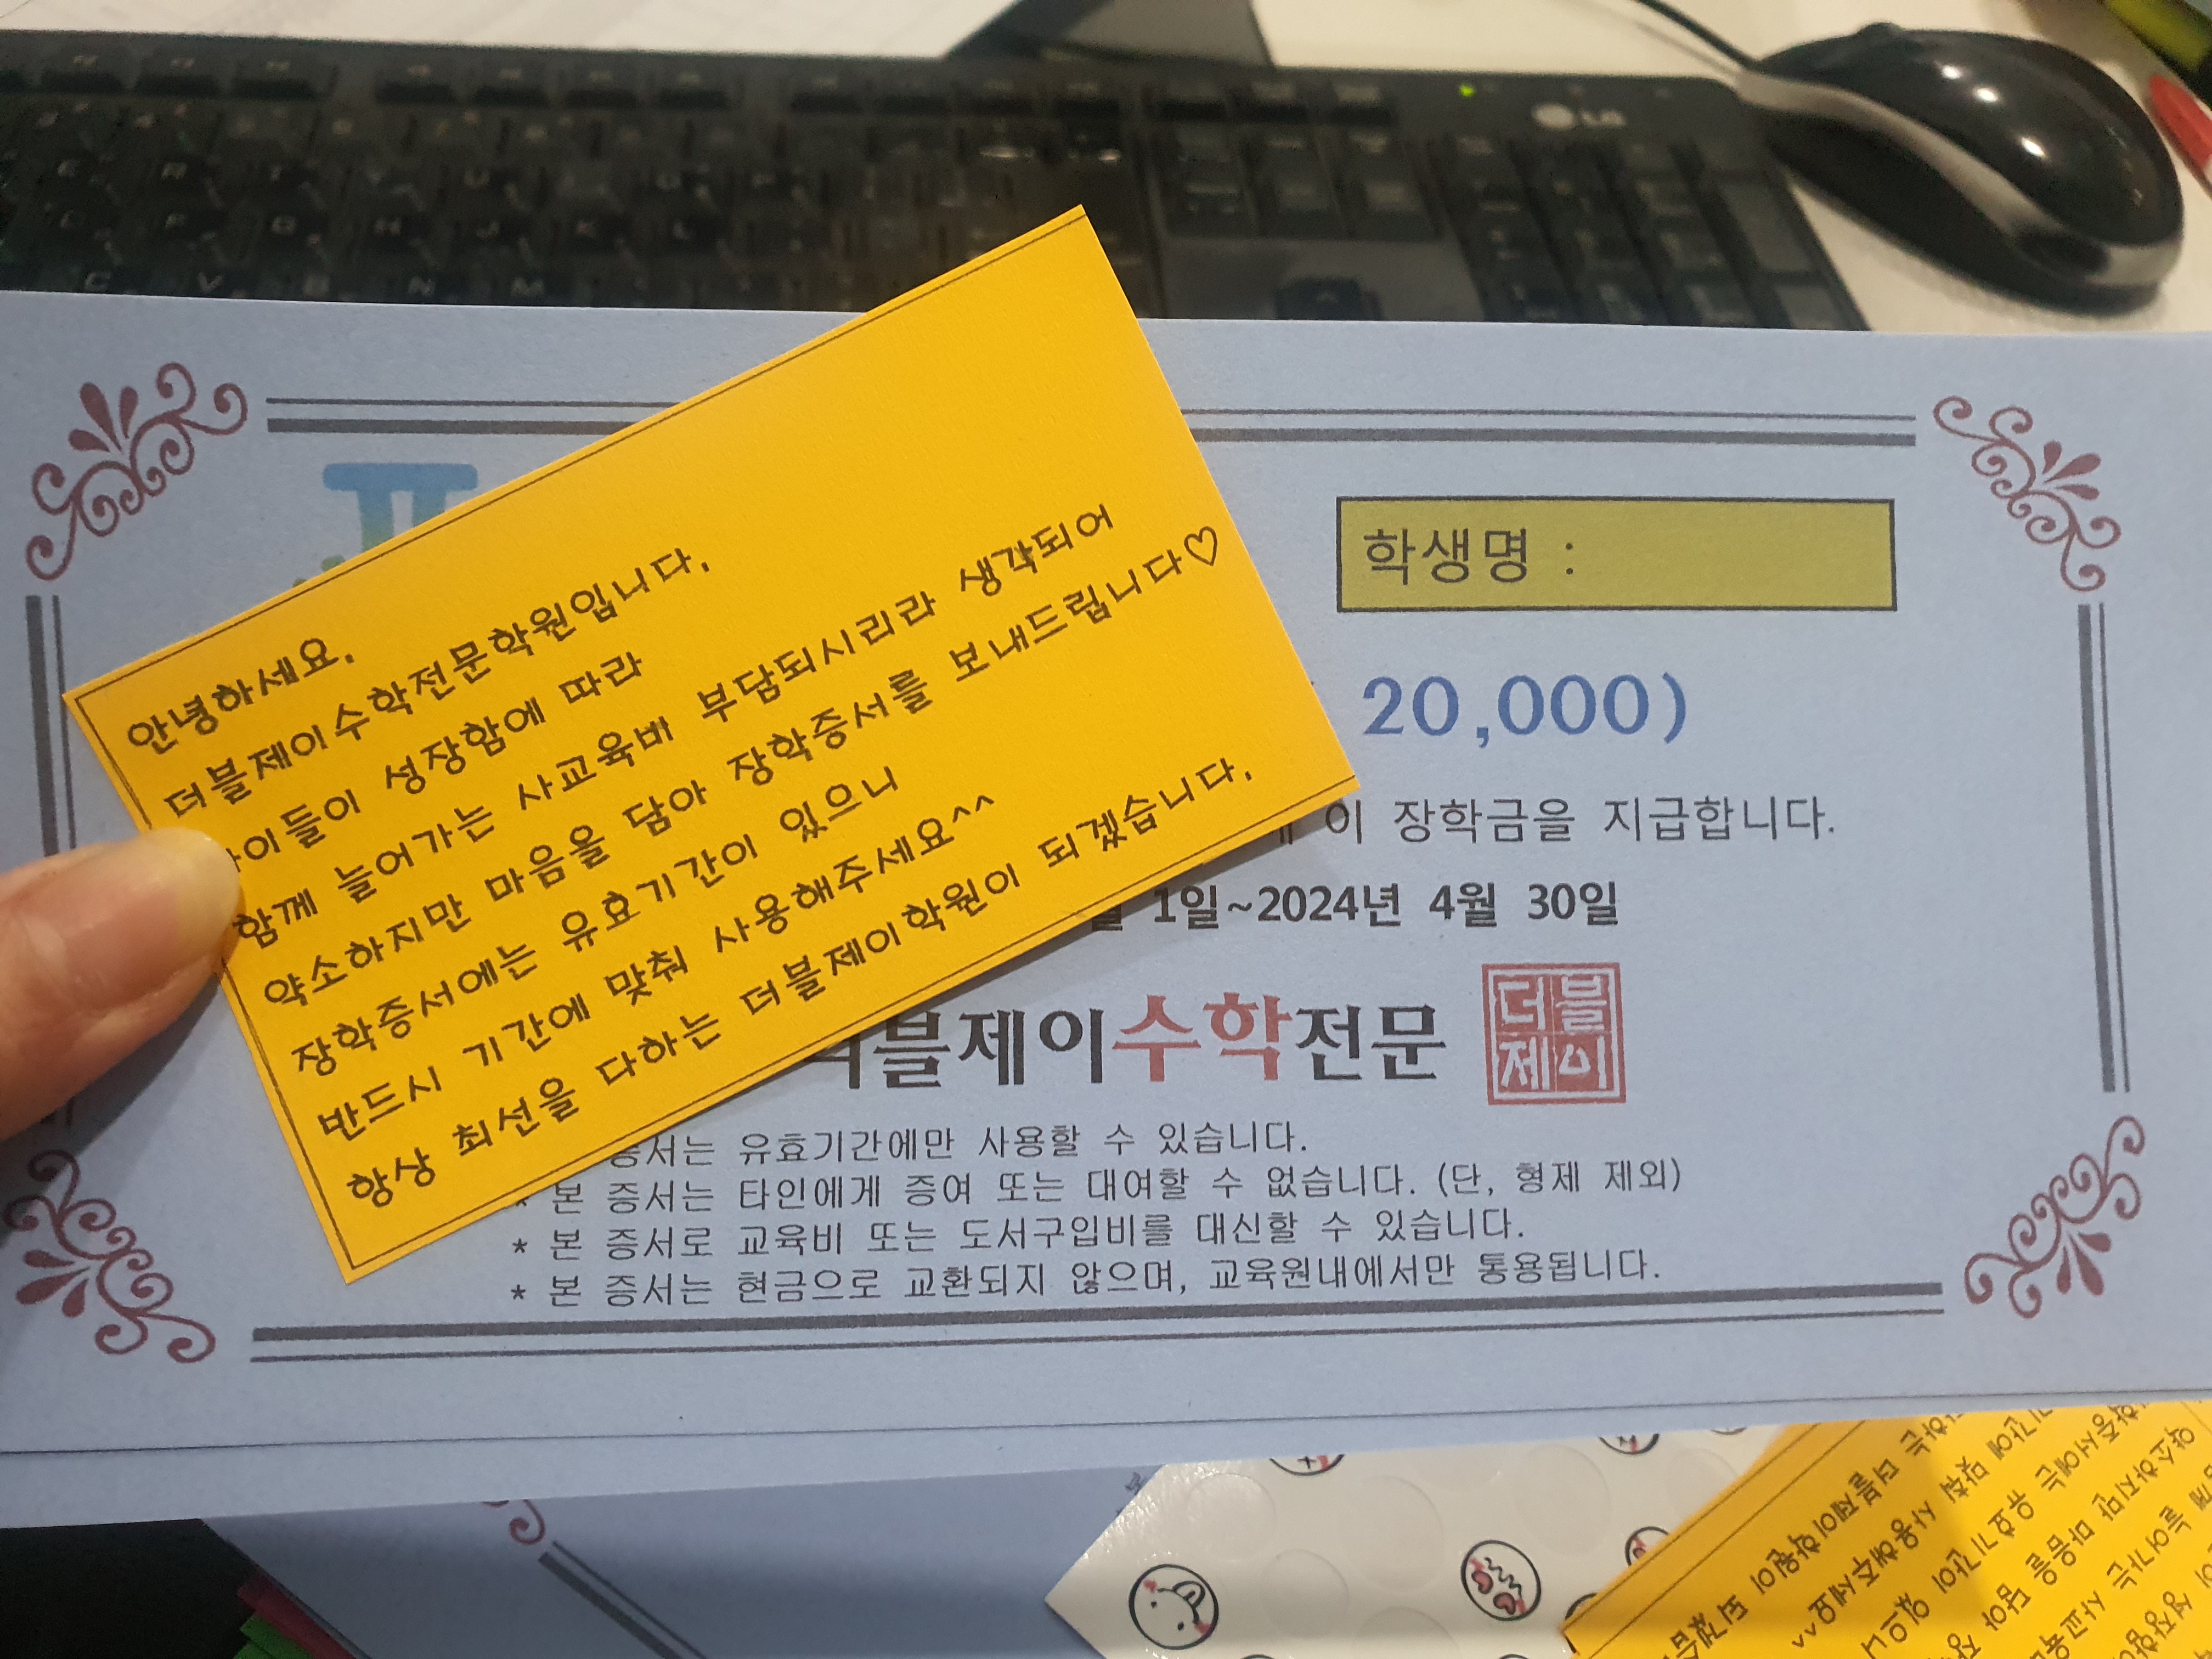 LG
안녕하세요.
더블제이수학전문학원입니다.
아이들이 성장함에 따라
함께 늘어가는 사교육비 부담되시리라 생각되어
약소하지만 마음을 담아 장학증서를 보내드립니다♡
장학증서에는 유효기간이 있으니
반드시 기간에 맞춰 사용해주세요^^
항상 최선을 다하는 더블제이학원이 되겠습니다.
학생명 :
20,000)
이 장학금을 지급합니다.
1일~2024년 4월 30일
더블제이수학전문
더블
제이
증서는 유효기간에만 사용할 수 있습니다.
* 본 증서는 타인에게 증여 또는 대여할 수 없습니다. (단, 형제 제외)
* 본 증서로 교육비 또는 도서구입비를 대신할 수 있습니다.
* 본 증서는 현금으로 교환되지 않으며, 교육원내에서만 통용됩니다.